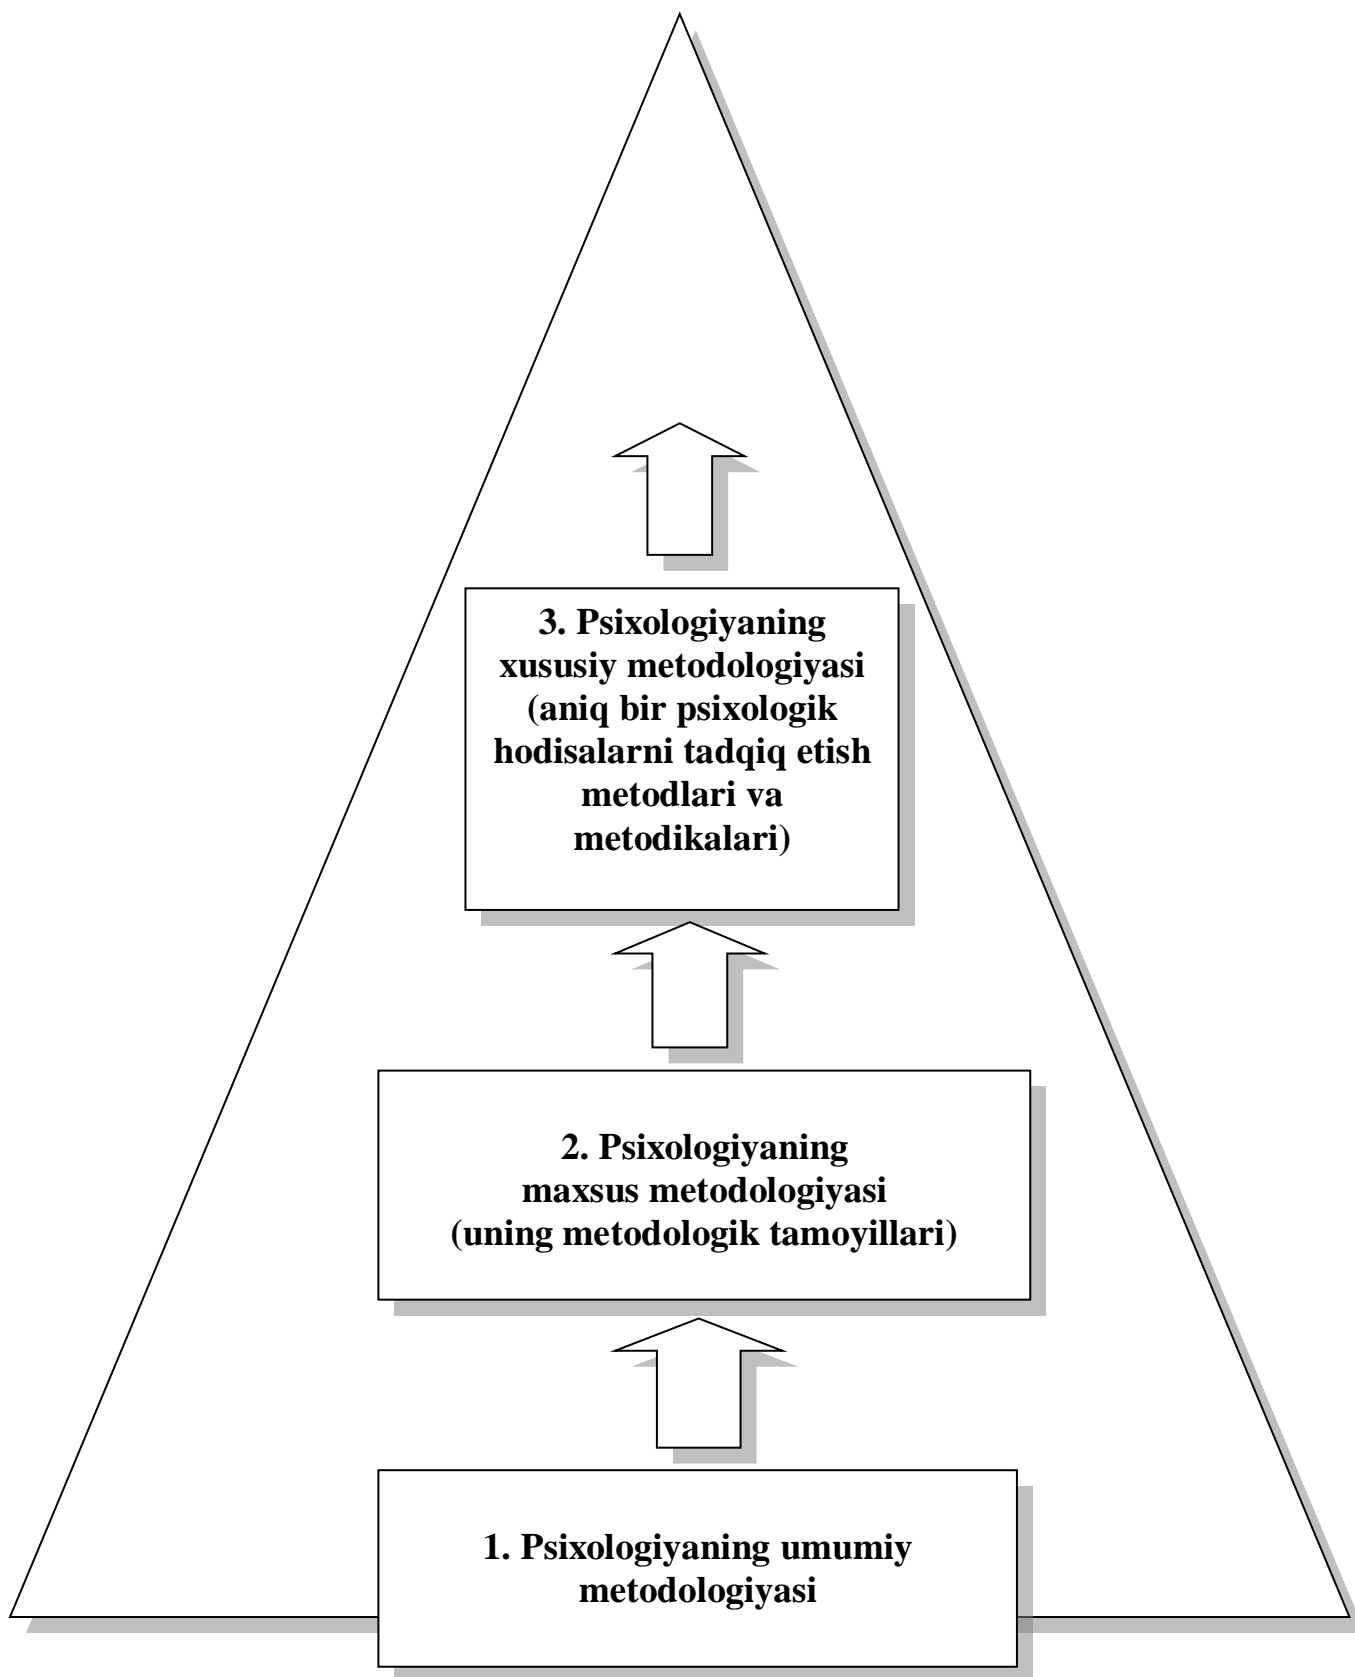 3. Psixologiyaning
xususiy metodologiyasi
(aniq bir psixologik
hodisalarni tadqiq etish
metodlari va
metodikalari)
2. Psixologiyaning
maxsus metodologiyasi
(uning metodologik tamoyillari)
1. Psixologiyaning umumiy
metodologiyasi